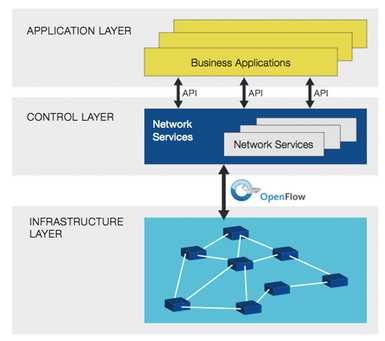 APPLICATION LAYER
Business Applications
API API API
CONTROL LAYER
Network
Services
Network Services
OpenFlow
INFRASTRUCTURE
LAYER